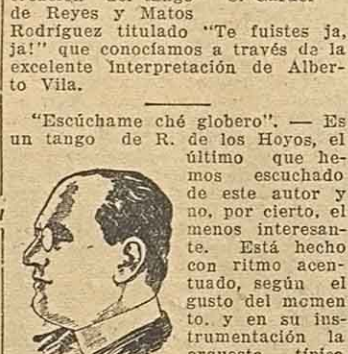 de Reyes y Matos
Rodríguez titulado "Te fuistes ja,
ja!" que conocíamos a través de la
excelente interpretación de Alber-
to Vila.
"Escúchame ché globero". — Es
un tango de R. de los Hoyos, el
último que he-
mos escuchado
de este autor y
no, por cierto, el
menos interesan-
te. Está hecho
con ritmo acen-
tuado, según el
gusto del momen
to. y en su ins-
trumentación la
orquesta típica